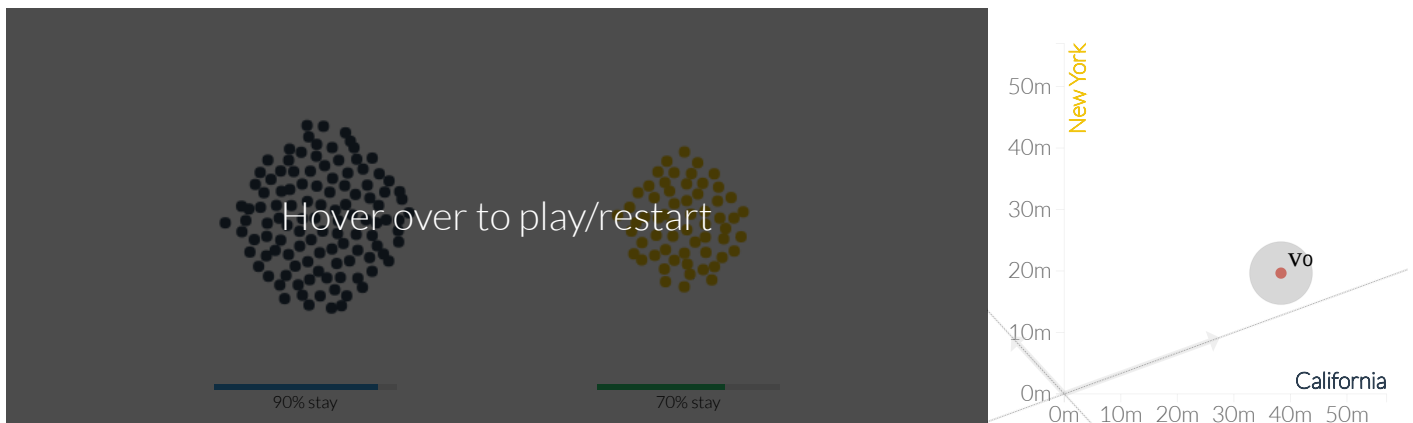 Hover over to play/restart
90% stay
70% stay
New York
50m
40m
30m
20m
10m
0m
v₀
California
0m 10m 20m 30m 40m 50m